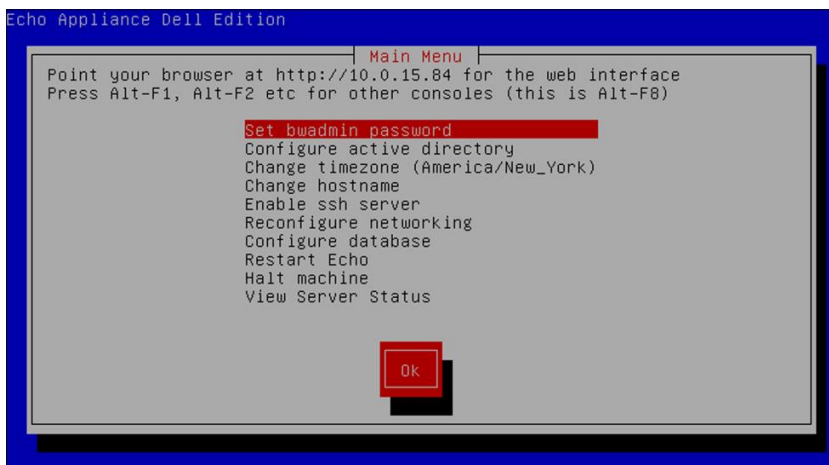 Echo Appliance Dell Edition
Main Menu
Point your browser at http://10.0.15.84 for the web interface
Press Alt-F1, Alt-F2 etc for other consoles (this is Alt-F8)
Set bwadmin password
Configure active directory
Change timezone (America/New_York)
Change hostname
Enable ssh server
Reconfigure networking
Configure database
Restart Echo
Halt machine
View Server Status
Ok